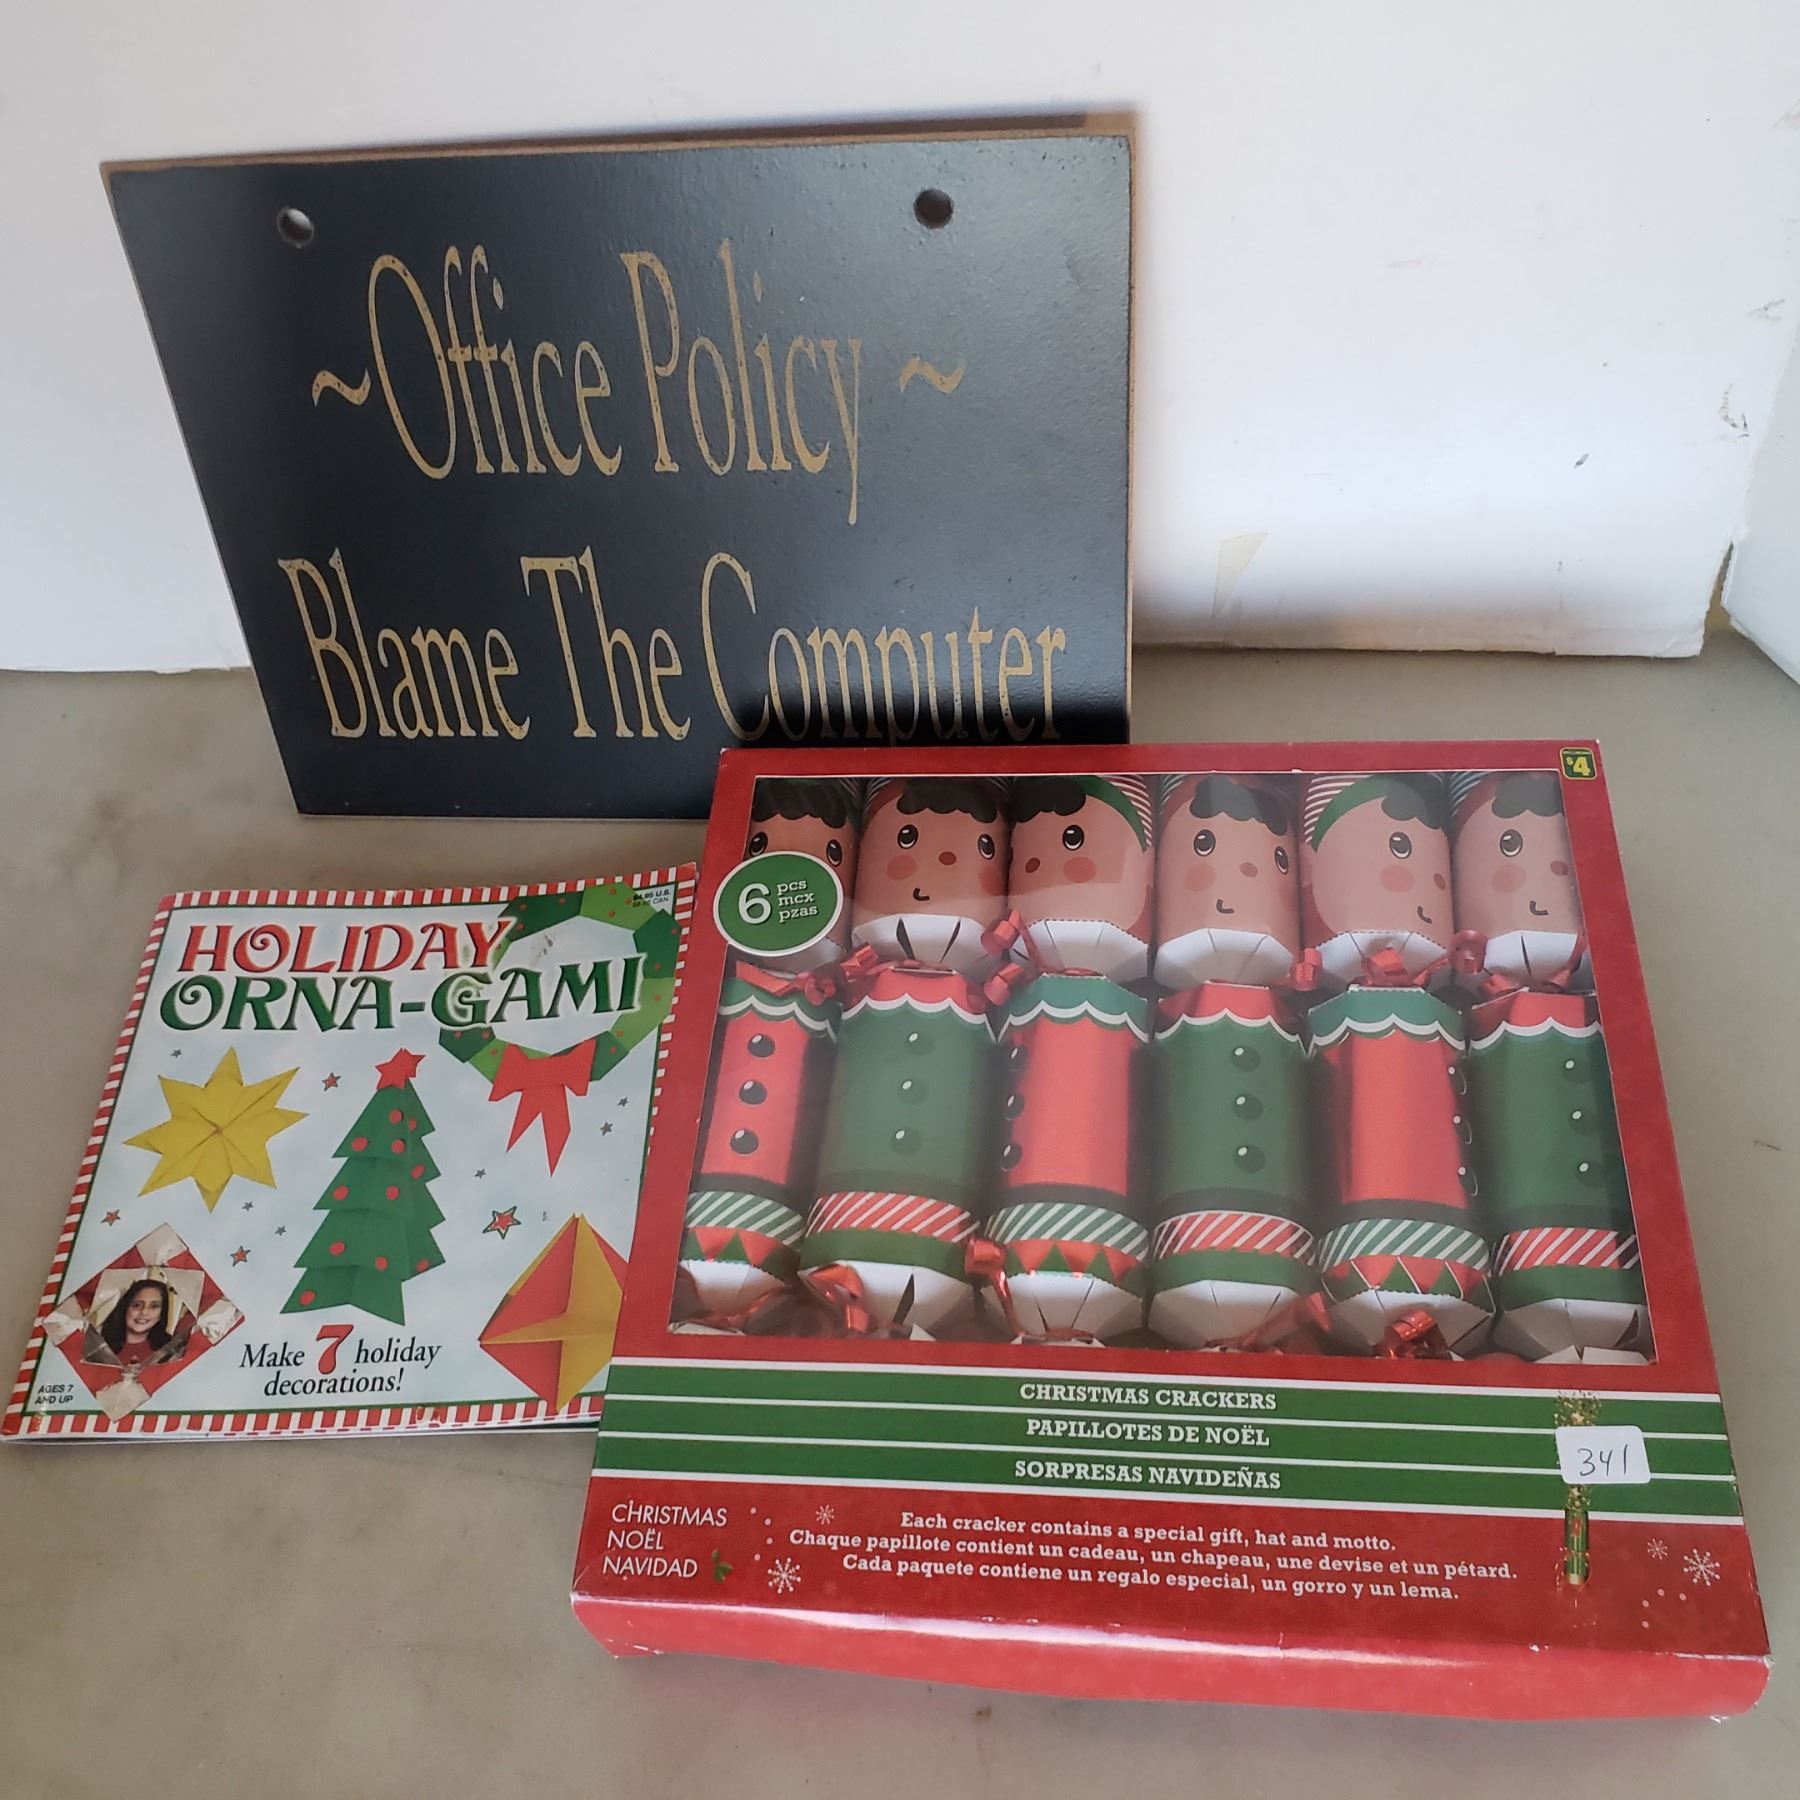 ~Office Policy ~
Blame The Computer
HOLIDAY
ORNA-GAMI
$4.95 U.S.
Make 7 holiday
decorations!
AGES 7
AND UP
$4
6 pcs
mcx
pzas
CHRISTMAS CRACKERS
PAPILLOTES DE NOËL
SORPRESAS NAVIDEÑAS
341
CHRISTMAS
NOËL
NAVIDAD
Each cracker contains a special gift, hat and motto.
Chaque papillote contient un cadeau, un chapeau, une devise et un pétard.
Cada paquete contiene un regalo especial, un gorro y un lema.